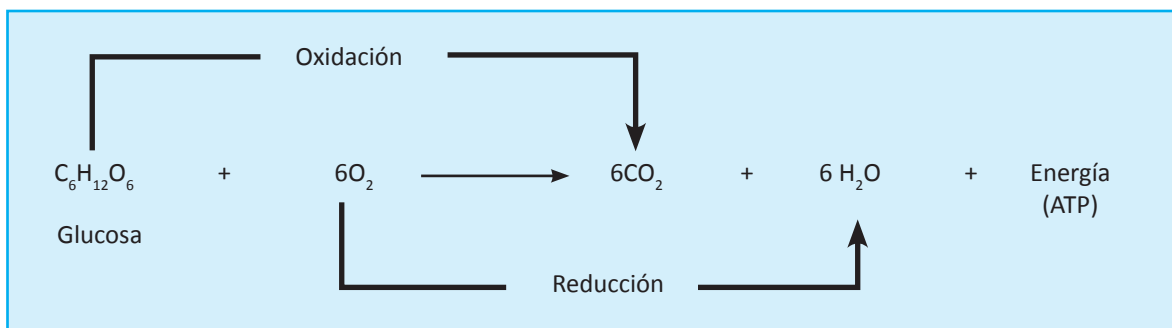 Oxidación
C₆H₁₂O₆ + 6O₂ → 6CO₂ + 6 H₂O + Energía
(ATP)
Glucosa
Reducción